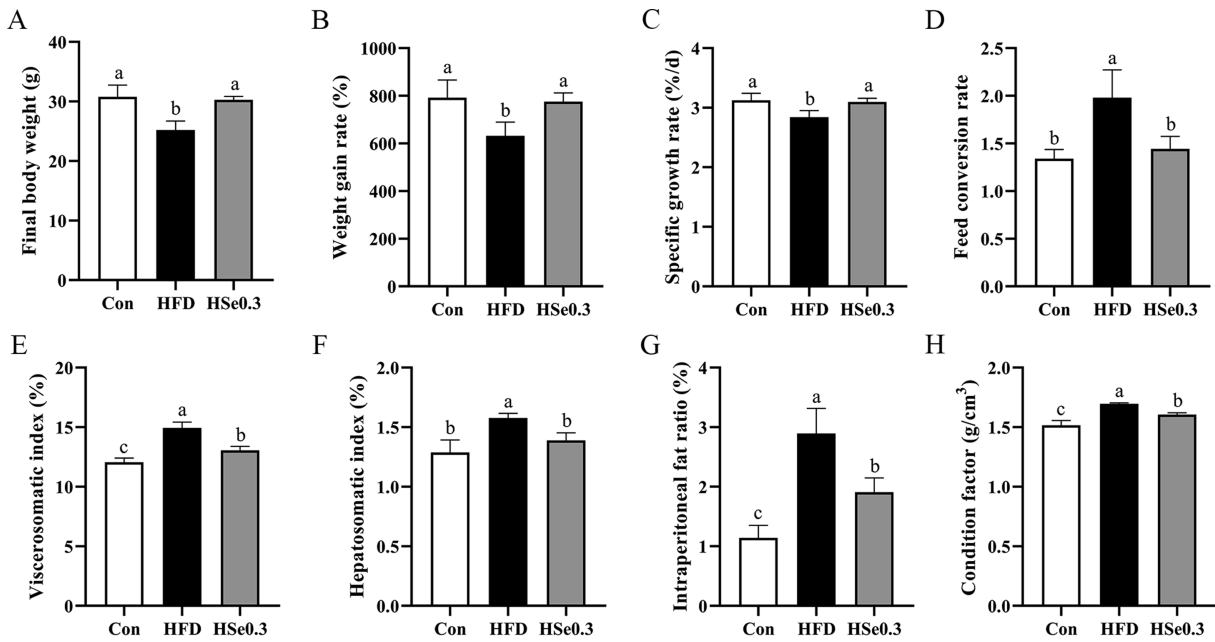 A
Final body weight (g)
40
30
20
10
0
a
b
a
Con HFD HSe0.3
B
Weight gain rate (%)
1000
800
600
400
200
0
a
b
a
Con HFD HSe0.3
C
Specific growth rate (%/d)
4
3
2
1
0
a
b
a
Con HFD HSe0.3
D
Feed conversion rate
2.5
2.0
1.5
1.0
0.5
0.0
b
a
b
Con HFD HSe0.3
E
Viscerosomatic index (%)
20
15
10
5
0
c
a
b
Con HFD HSe0.3
F
Hepatosomatic index (%)
2.0
1.5
1.0
0.5
0.0
b
a
b
Con HFD HSe0.3
G
Intraperitoneal fat ratio (%)
4
3
2
1
0
c
a
b
Con HFD HSe0.3
H
Condition factor (g/cm³)
2.0
1.5
1.0
0.5
0.0
c
a
b
Con HFD HSe0.3